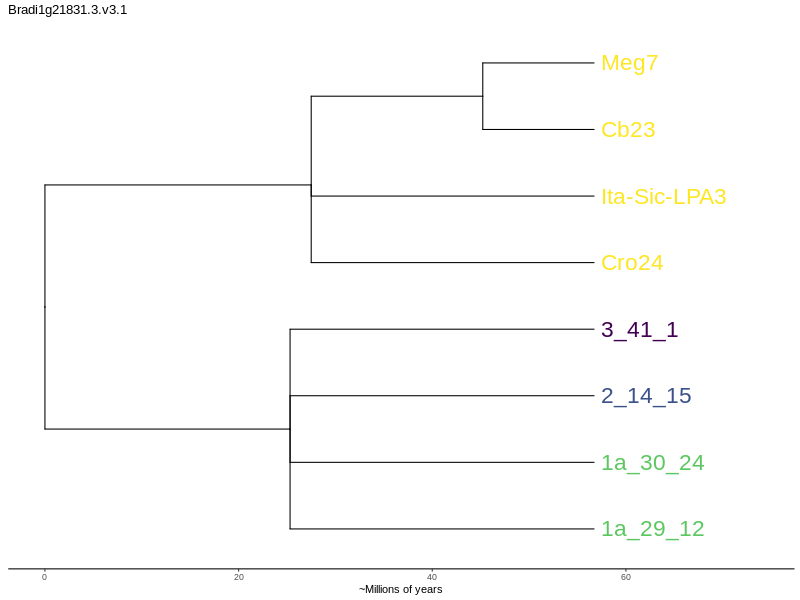 Bradi1g21831.3.v3.1
Meg7
Cb23
Ita-Sic-LPA3
Cro24
3_41_1
2_14_15
1a_30_24
1a_29_12
0 20 40 60
~Millions of years